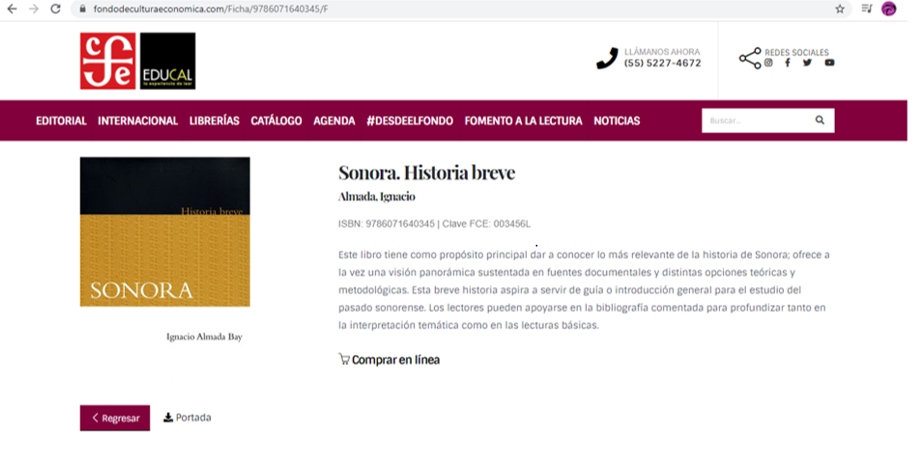 fondodeculturaeconomica.com/Ficha/9786071640345/F
cfe
EDUCAL
la experiencia de leer
LLÁMANOS AHORA
(55) 5227-4672
REDES SOCIALES
EDITORIAL INTERNACIONAL LIBRERÍAS CATÁLOGO AGENDA #DESDEELFONDO FOMENTO A LA LECTURA NOTICIAS
Buscar...
Historia breve
SONORA
Ignacio Almada Bay
Sonora. Historia breve
Almada, Ignacio
ISBN: 9786071640345 | Clave FCE: 003456L
Este libro tiene como propósito principal dar a conocer lo más relevante de la historia de Sonora; ofrece a
la vez una visión panorámica sustentada en fuentes documentales y distintas opciones teóricas y
metodológicas. Esta breve historia aspira a servir de guía o introducción general para el estudio del
pasado sonorense. Los lectores pueden apoyarse en la bibliografía comentada para profundizar tanto en
la interpretación temática como en las lecturas básicas.
Comprar en línea
Regresar
Portada